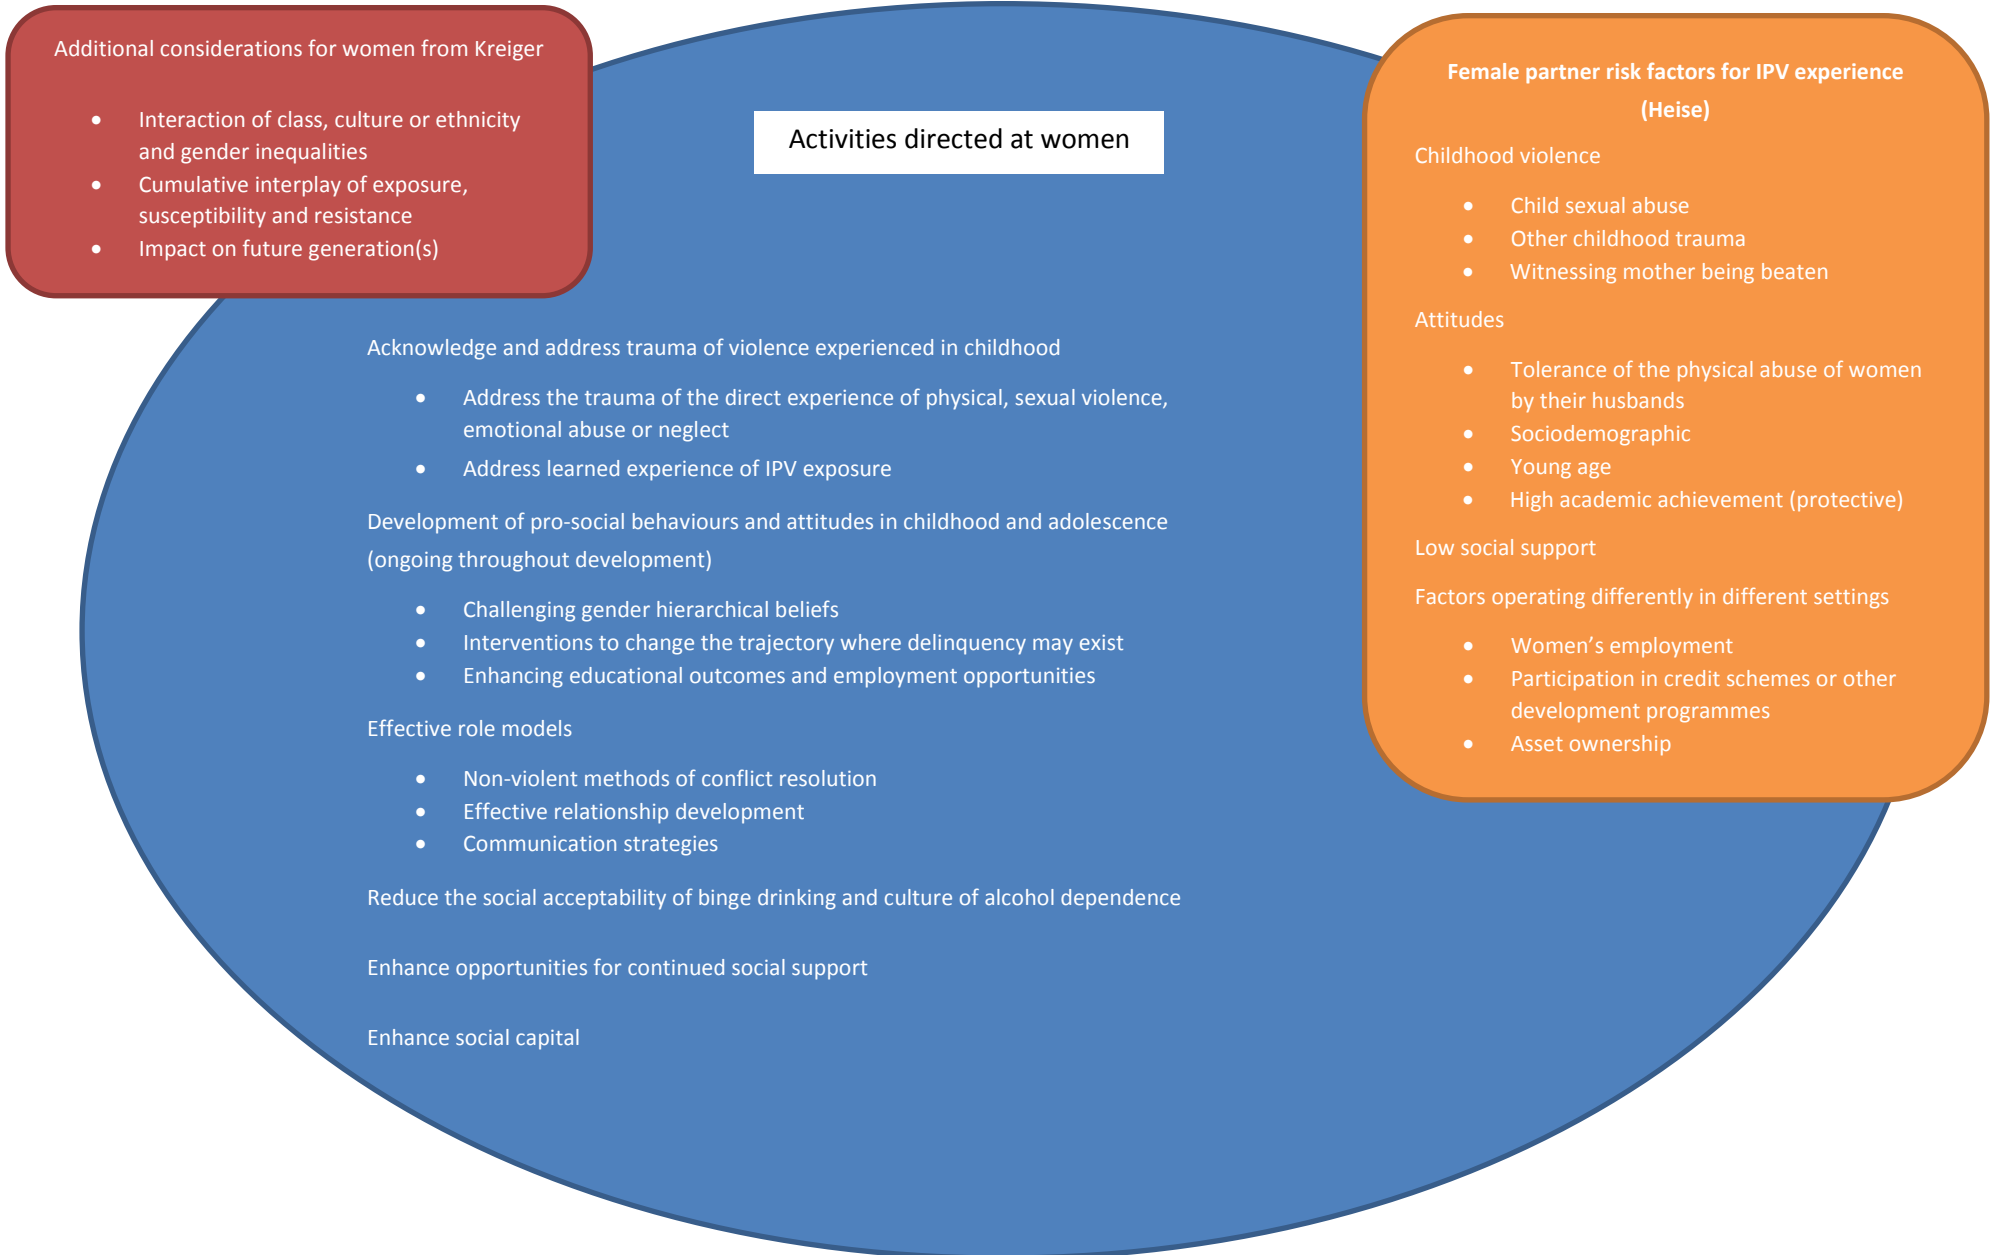 Additional considerations for women from Kreiger
• Interaction of class, culture or ethnicity
and gender inequalities
• Cumulative interplay of exposure,
susceptibility and resistance
• Impact on future generation(s)
Activities directed at women
Acknowledge and address trauma of violence experienced in childhood
• Address the trauma of the direct experience of physical, sexual violence,
emotional abuse or neglect
• Address learned experience of IPV exposure
Development of pro-social behaviours and attitudes in childhood and adolescence
(ongoing throughout development)
• Challenging gender hierarchical beliefs
• Interventions to change the trajectory where delinquency may exist
• Enhancing educational outcomes and employment opportunities
Effective role models
• Non-violent methods of conflict resolution
• Effective relationship development
• Communication strategies
Reduce the social acceptability of binge drinking and culture of alcohol dependence
Enhance opportunities for continued social support
Enhance social capital
Female partner risk factors for IPV experience
(Heise)
Childhood violence
• Child sexual abuse
• Other childhood trauma
• Witnessing mother being beaten
Attitudes
• Tolerance of the physical abuse of women
by their husbands
• Sociodemographic
• Young age
• High academic achievement (protective)
Low social support
Factors operating differently in different settings
• Women’s employment
• Participation in credit schemes or other
development programmes
• Asset ownership